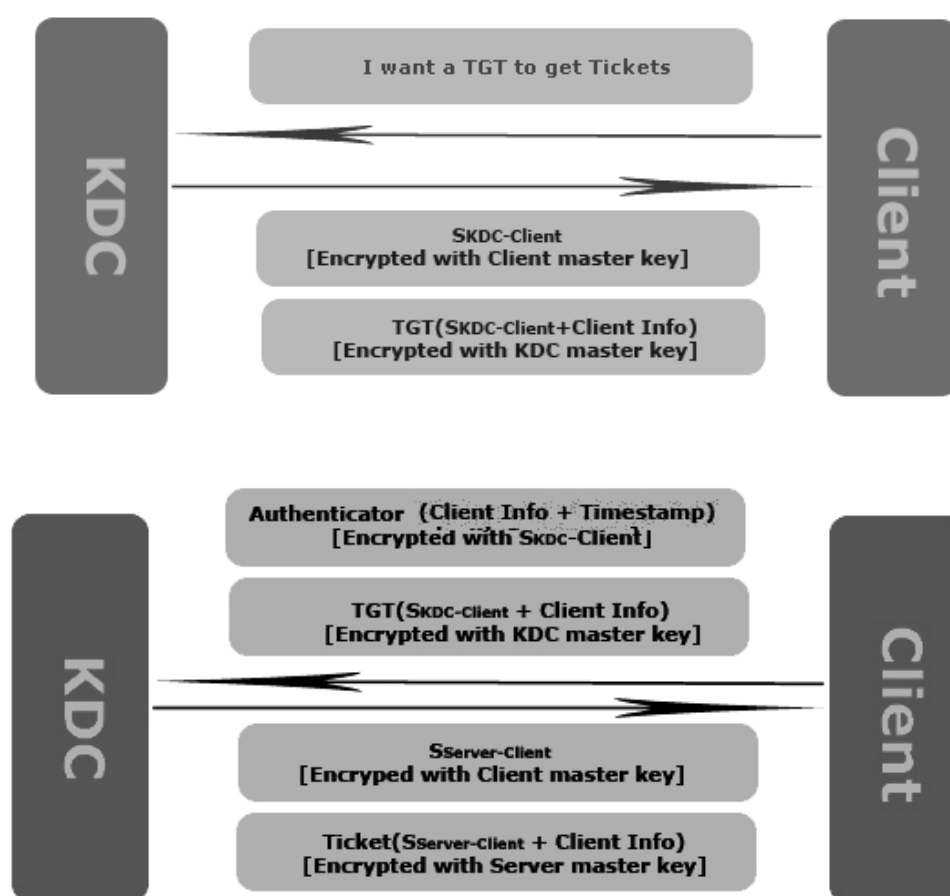 KDC
I want a TGT to get Tickets
Client
SKDC-Client
[Encrypted with Client master key]
TGT(SKDC-Client+Client Info)
[Encrypted with KDC master key]
KDC
Authenticator (Client Info + Timestamp)
[Encrypted with SKDC-Client]
TGT(SKDC-Client + Client Info)
[Encrypted with KDC master key]
Client
SServer-Client
[Encryped with Client master key]
Ticket(SServer-Client + Client Info)
[Encrypted with Server master key]